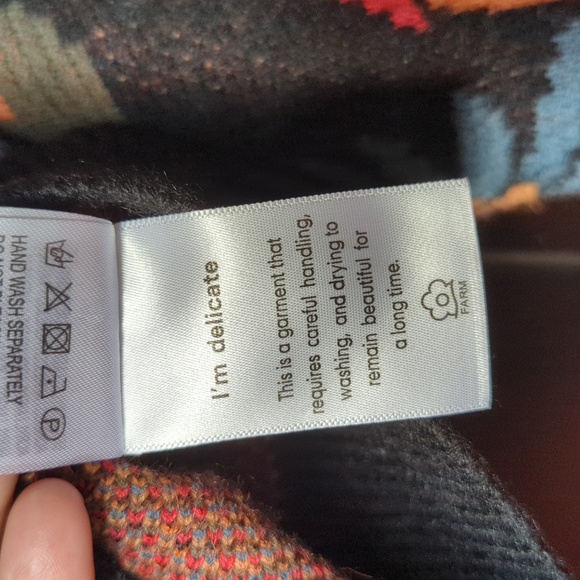 I'm delicate
This is a garment that
requires careful handling,
washing, and drying to
remain beautiful for
a long time.
FARM
HAND WASH SEPARATELY
P